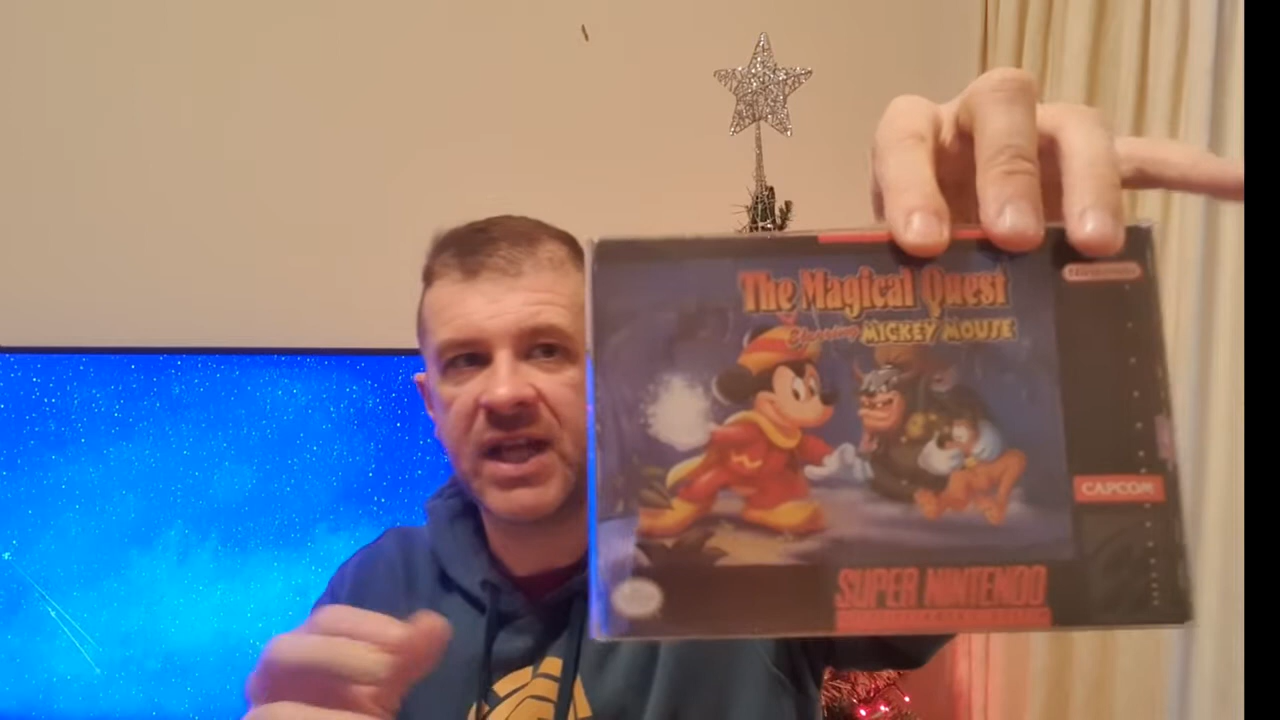 The Magical Quest
Starring MICKEY MOUSE
Nintendo
CAPCOM
SUPER NINTENDO